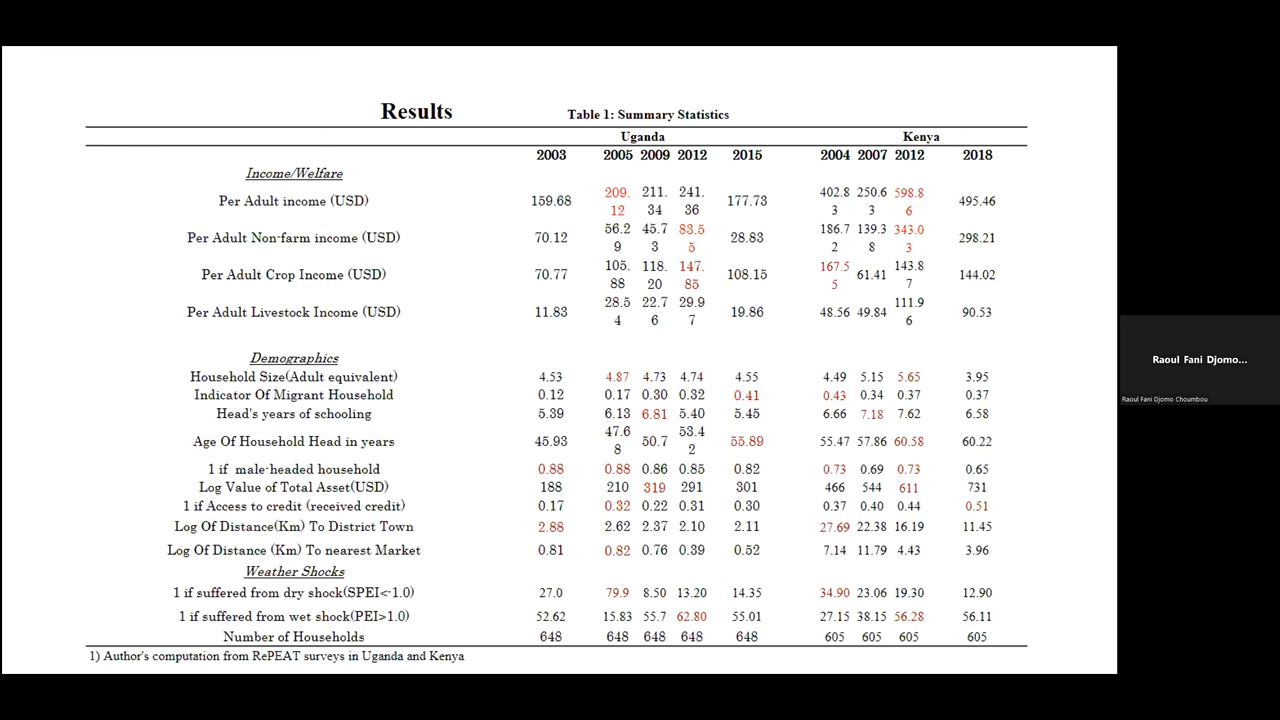 Results
Table 1: Summary Statistics
Uganda Kenya
2003 2005 2009 2012 2015 2004 2007 2012 2018
Income/Welfare
Per Adult income (USD) 159.68 209.12 211.34 241.36 177.73 402.83 250.63 598.86 495.46
Per Adult Non-farm income (USD) 70.12 56.29 45.73 83.55 28.83 186.72 139.38 343.03 298.21
Per Adult Crop Income (USD) 70.77 105.88 118.20 147.85 108.15 167.55 61.41 143.87 144.02
Per Adult Livestock Income (USD) 11.83 28.54 22.76 29.97 19.86 48.56 49.84 111.96 90.53
Demographics
Household Size(Adult equivalent) 4.53 4.87 4.73 4.74 4.55 4.49 5.15 5.65 3.95
Indicator Of Migrant Household 0.12 0.17 0.30 0.32 0.41 0.43 0.34 0.37 0.37
Head's years of schooling 5.39 6.13 6.81 5.40 5.45 6.66 7.18 7.62 6.58
Age Of Household Head in years 45.93 47.68 50.7 53.42 55.89 55.47 57.86 60.58 60.22
1 if male-headed household 0.88 0.88 0.86 0.85 0.82 0.73 0.69 0.73 0.65
Log Value of Total Asset(USD) 188 210 319 291 301 466 544 611 731
1 if Access to credit (received credit) 0.17 0.32 0.22 0.31 0.30 0.37 0.40 0.44 0.51
Log Of Distance(Km) To District Town 2.88 2.62 2.37 2.10 2.11 27.69 22.38 16.19 11.45
Log Of Distance (Km) To nearest Market 0.81 0.82 0.76 0.39 0.52 7.14 11.79 4.43 3.96
Weather Shocks
1 if suffered from dry shock(SPEI<-1.0) 27.0 79.9 8.50 13.20 14.35 34.90 23.06 19.30 12.90
1 if suffered from wet shock(PEI>1.0) 52.62 15.83 55.7 62.80 55.01 27.15 38.15 56.28 56.11
Number of Households 648 648 648 648 648 605 605 605 605
1) Author's computation from RePEAT surveys in Uganda and Kenya
Raoul Fani Djomo...
Raoul Fani Djomo Choumbou